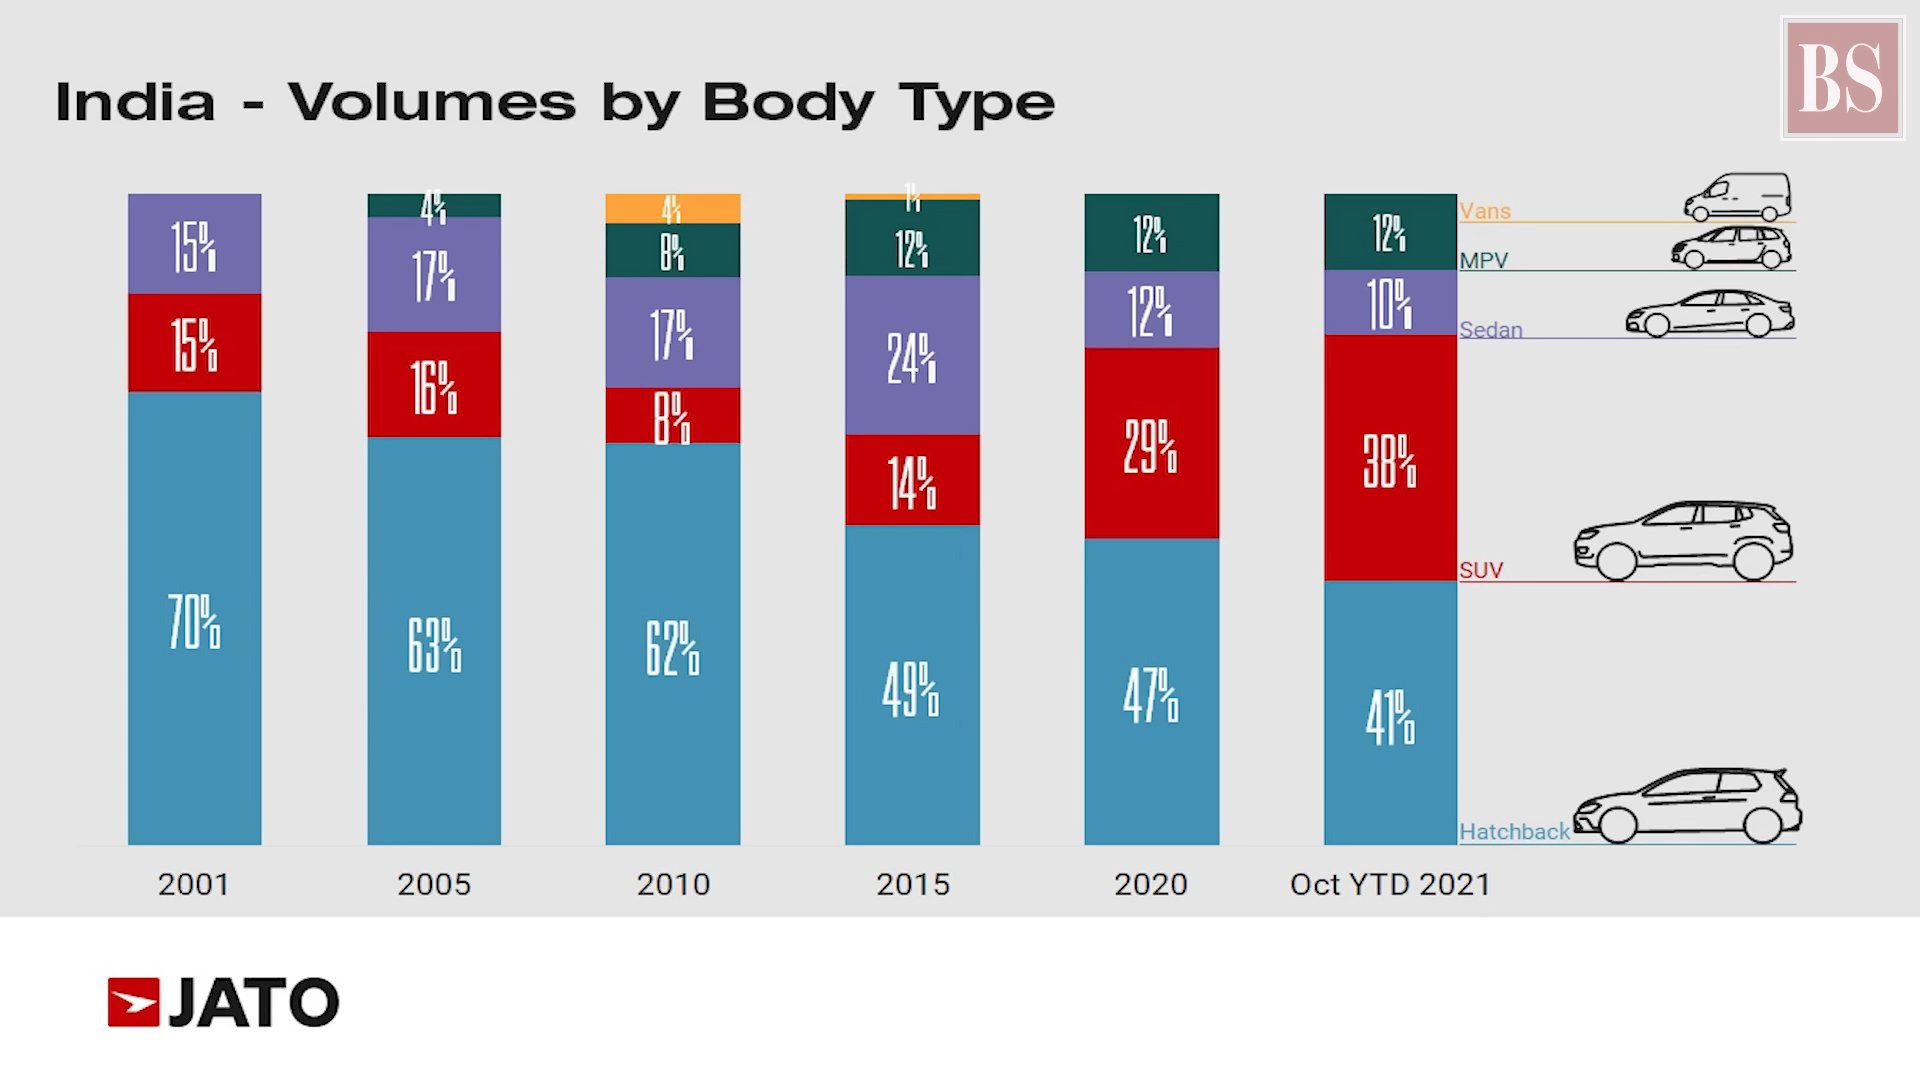 BS
India - Volumes by Body Type
15%
15%
70%
4%
17%
16%
63%
4%
8%
17%
8%
62%
1%
12%
24%
14%
49%
12%
12%
29%
47%
12%
10%
38%
41%
Vans
MPV
Sedan
SUV
Hatchback
2001 2005 2010 2015 2020 Oct YTD 2021
JATO